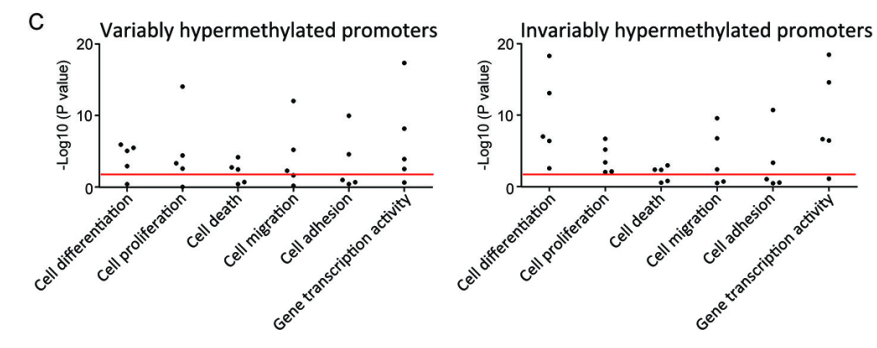 C
Variably hypermethylated promoters
-Log10 (P value)
20
10
0
Cell differentiation
Cell proliferation
Cell death
Cell migration
Cell adhesion
Gene transcription activity
Invariably hypermethylated promoters
-Log10 (P value)
20
10
0
Cell differentiation
Cell proliferation
Cell death
Cell migration
Cell adhesion
Gene transcription activity